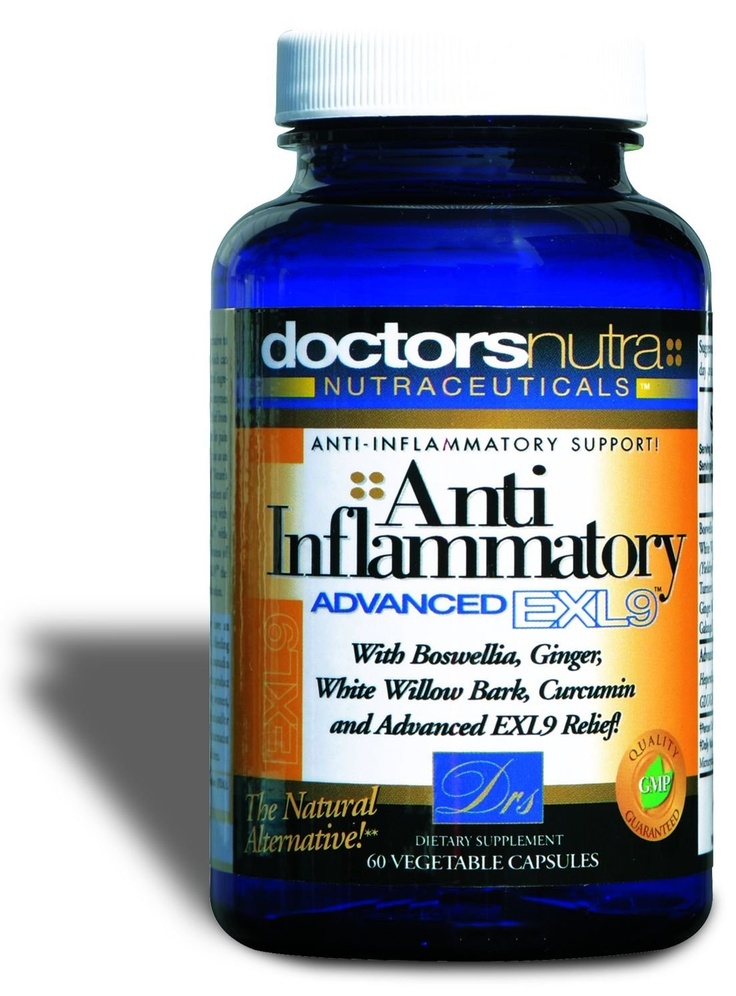 doctorsnutra
NUTRACEUTICALS™
ANTI-INFLAMMATORY SUPPORT!
Anti
Inflammatory
ADVANCED EXL9™
With Boswellia, Ginger,
White Willow Bark, Curcumin
and Advanced EXL9 Relief!
EXL9
QUALITY
GMP
GUARANTEED
The Natural
Alternative!**
Drs
DIETARY SUPPLEMENT
60 VEGETABLE CAPSULES